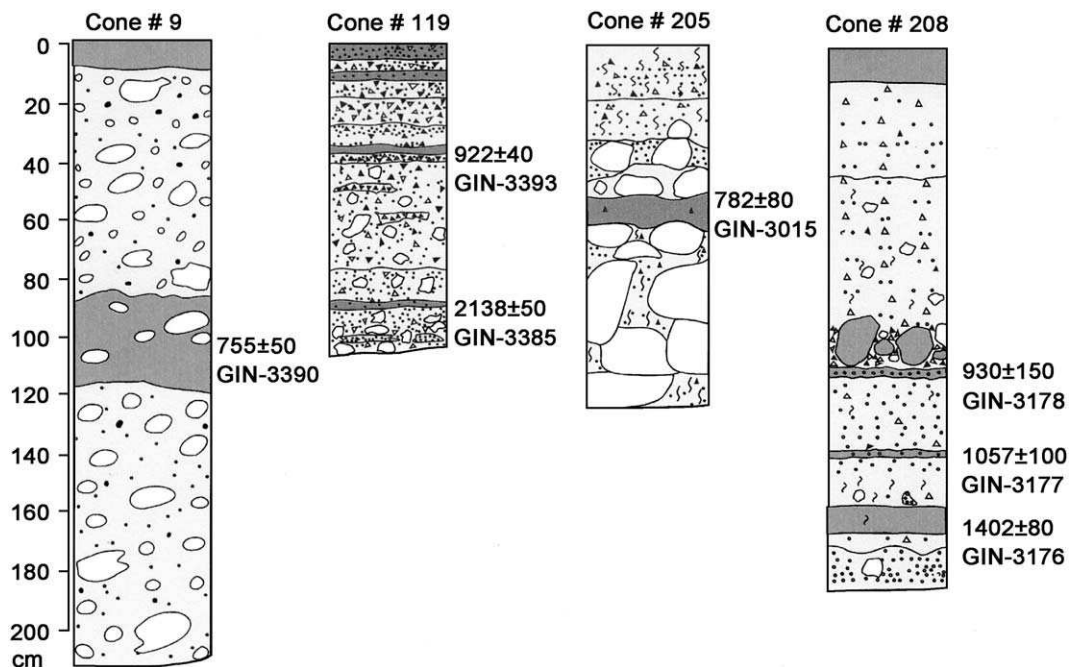 Cone # 9
Cone # 119
Cone # 205
Cone # 208
0
20
40
60
80
100
120
140
160
180
200
cm
755±50
GIN-3390
922±40
GIN-3393
2138±50
GIN-3385
782±80
GIN-3015
930±150
GIN-3178
1057±100
GIN-3177
1402±80
GIN-3176